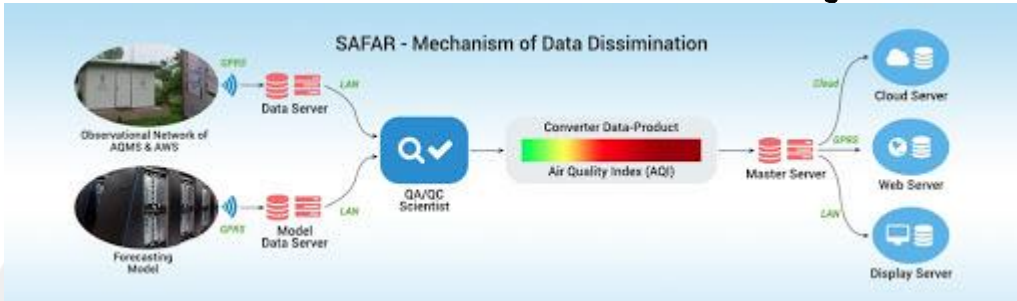 SAFAR - Mechanism of Data Dissimination
GPRS
Data Server
LAN
Observational Network of
AQMS & AWS
GPRS
Model
Data Server
LAN
Forecasting
Model
QA/QC
Scientist
Converter Data-Product
Air Quality Index (AQI)
Master Server
Cloud
Cloud Server
GPRS
Web Server
LAN
Display Server